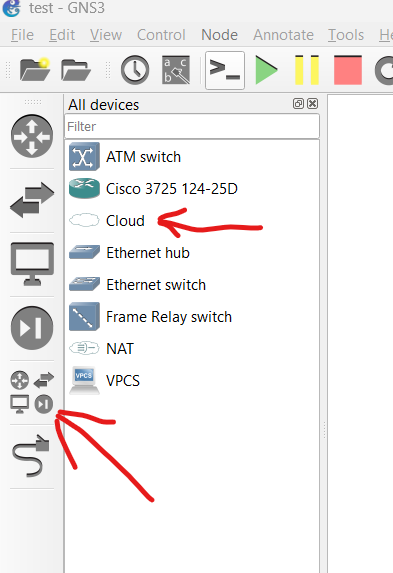 test - GNS3
File Edit View Control Node Annotate Tools He
a c
b
All devices
Filter
ATM switch
Cisco 3725 124-25D
Cloud
Ethernet hub
Ethernet switch
Frame Relay switch
NAT
VPCS
VPCS